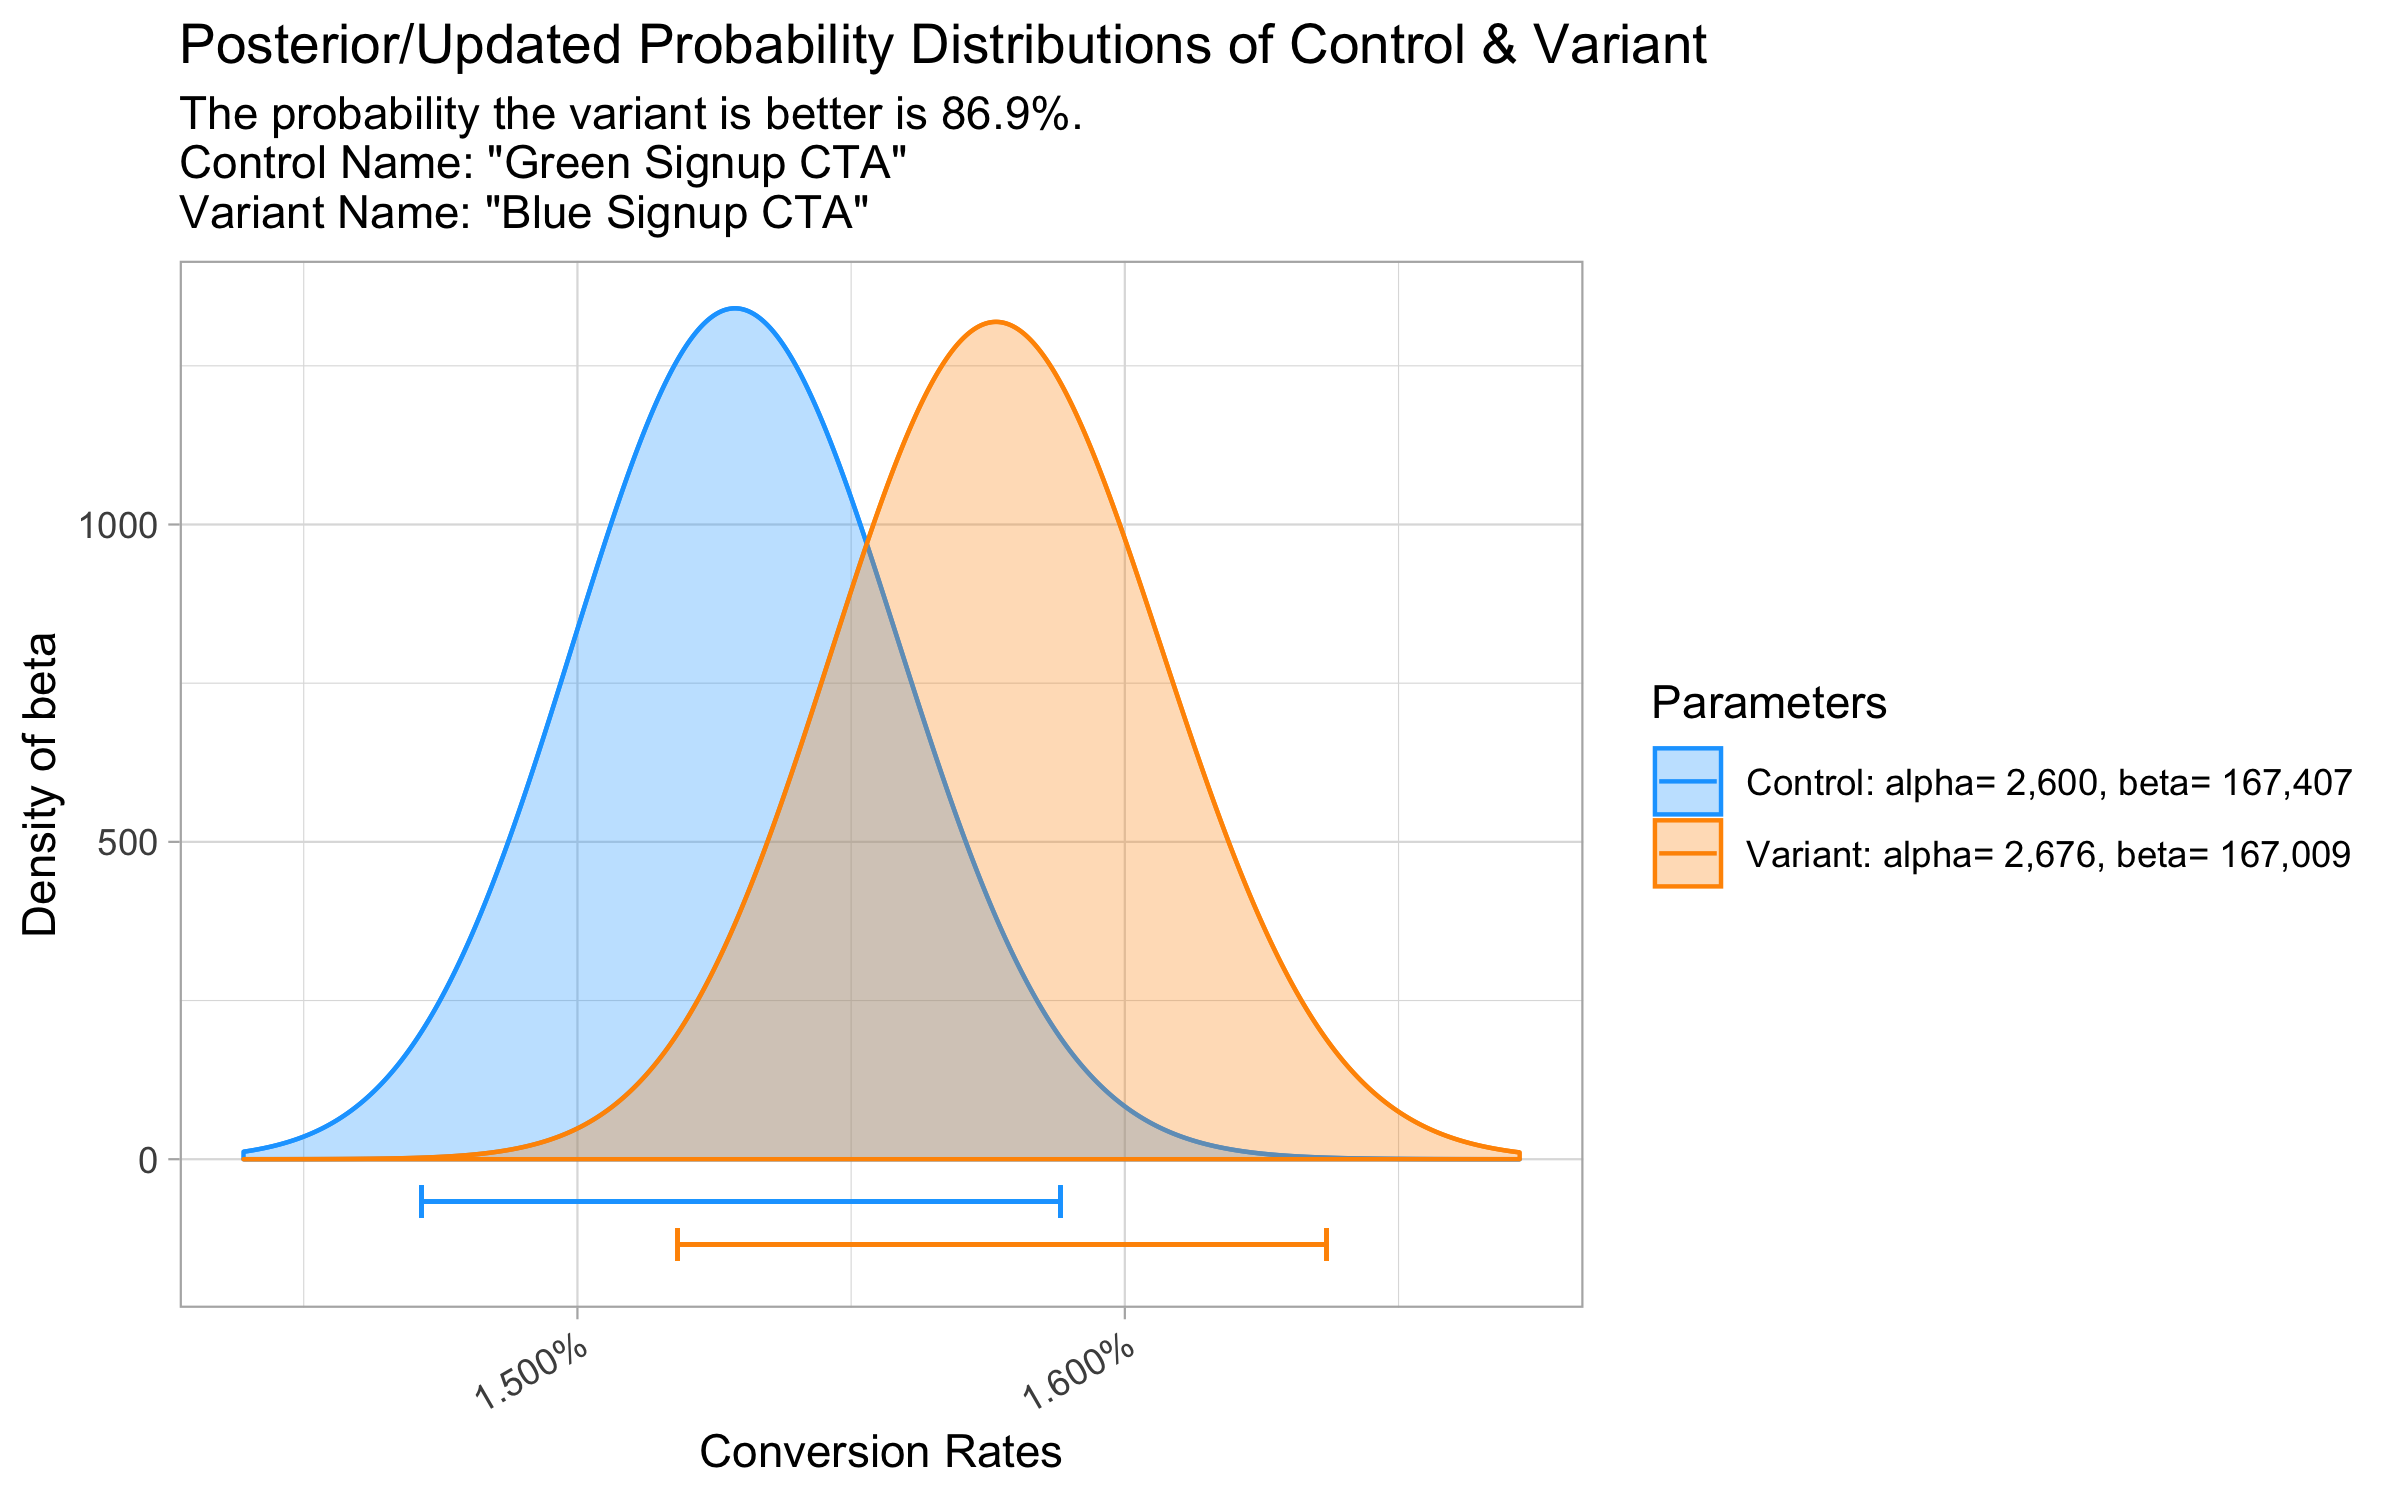 Posterior/Updated Probability Distributions of Control & Variant
The probability the variant is better is 86.9%.
Control Name: "Green Signup CTA"
Variant Name: "Blue Signup CTA"
Density of beta
1000
500
0
1.500%
1.600%
Conversion Rates
Parameters
Control: alpha= 2,600, beta= 167,407
Variant: alpha= 2,676, beta= 167,009